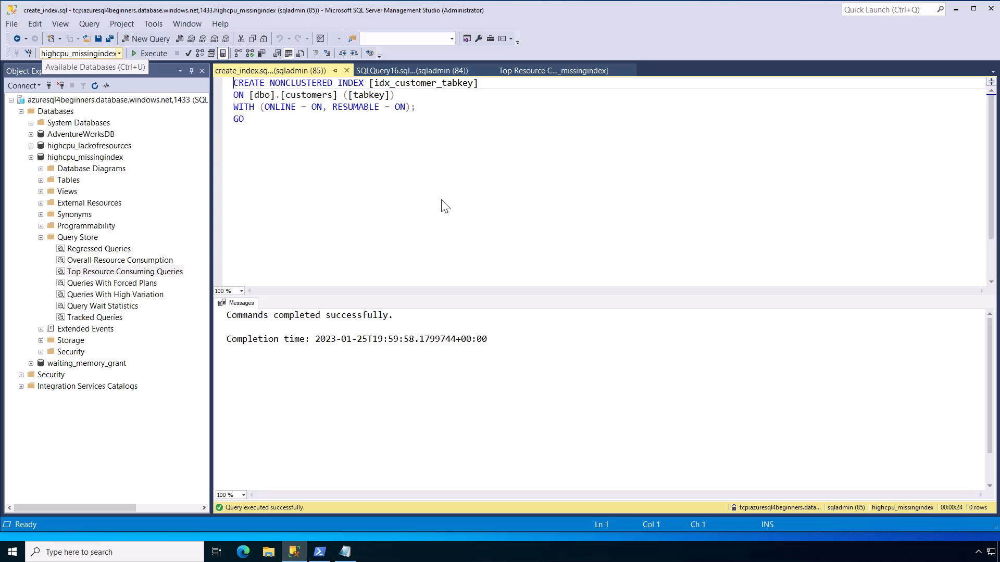 create_index.sql - tcp:azuresql4beginners.database.windows.net,1433.highcpu_missingindex (sqladmin (85)) - Microsoft SQL Server Management Studio (Administrator)
Quick Launch (Ctrl+Q)
File Edit View Query Project Tools Window Help
New Query
highcpu_missingindex Execute
Available Databases (Ctrl+U)
Object Exp
create_index.sq...(sqladmin (85)) SQLQuery16.sql...(sqladmin (84)) Top Resource C..._missingindex]
Connect
azuresql4beginners.database.windows.net,1433 (SQL
Databases
System Databases
AdventureWorksDB
highcpu_lackofresources
highcpu_missingindex
Database Diagrams
Tables
Views
External Resources
Synonyms
Programmability
Query Store
Regressed Queries
Overall Resource Consumption
Top Resource Consuming Queries
Queries With Forced Plans
Queries With High Variation
Query Wait Statistics
Tracked Queries
Extended Events
Storage
Security
waiting_memory_grant
Security
Integration Services Catalogs
CREATE NONCLUSTERED INDEX [idx_customer_tabkey]
ON [dbo].[customers] ([tabkey])
WITH (ONLINE = ON, RESUMABLE = ON);
GO
100 %
Messages
Commands completed successfully.
Completion time: 2023-01-25T19:59:58.1799744+00:00
100 %
Query executed successfully. tcp:azuresql4beginners.data... sqladmin (85) highcpu_missingindex 00:00:24 0 rows
Ready Ln 1 Col 1 Ch 1 INS
Type here to search